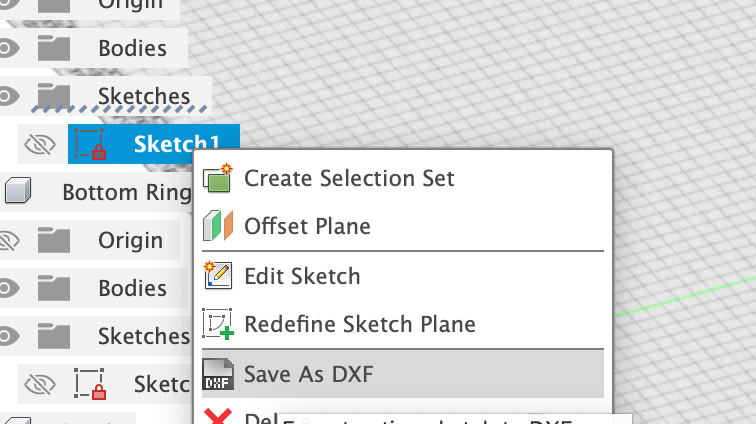 Origin
Bodies
Sketches
Sketch1
Create Selection Set
Bottom Ring
Offset Plane
Origin
Edit Sketch
Bodies
Redefine Sketch Plane
Sketches
Save As DXF
DXF
Sketc
Del